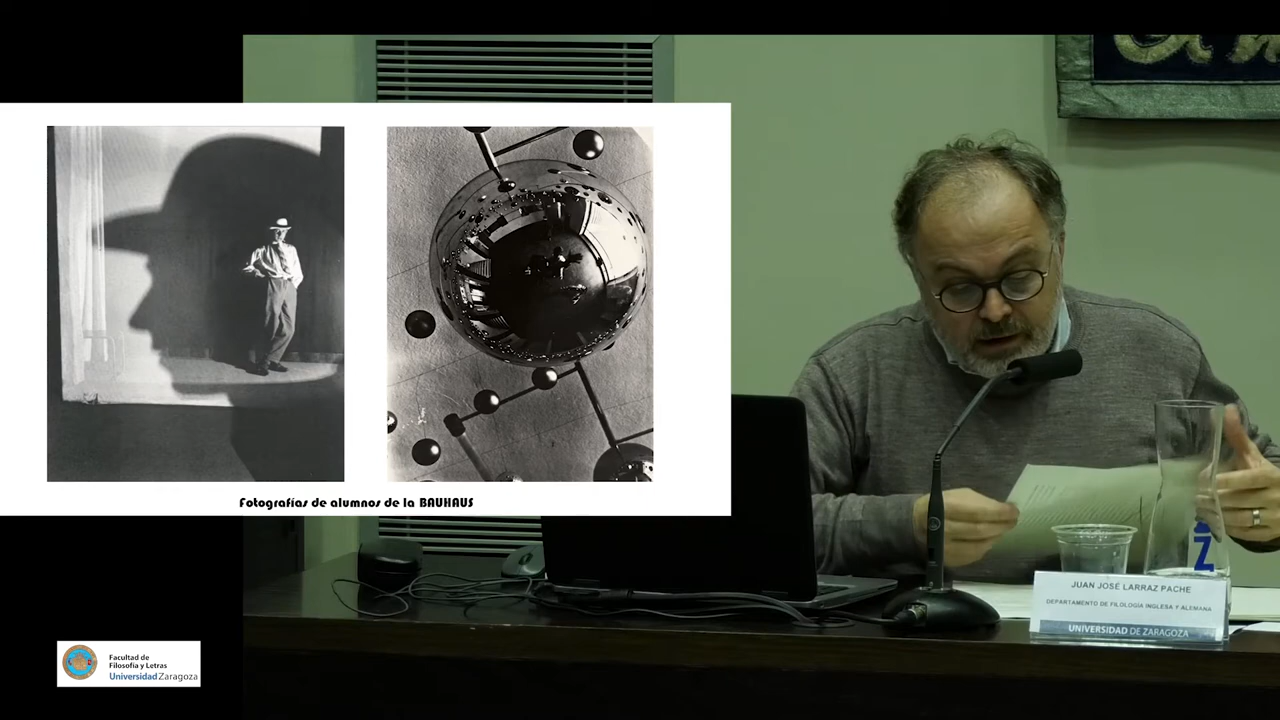 Fotografías de alumnos de la BAUHAUS
Z
JUAN JOSÉ LARRAZ PACHE
DEPARTAMENTO DE FILOLOGÍA INGLESA Y ALEMANA
UNIVERSIDAD DE ZARAGOZA
Facultad de
Filosofía y Letras
Universidad Zaragoza